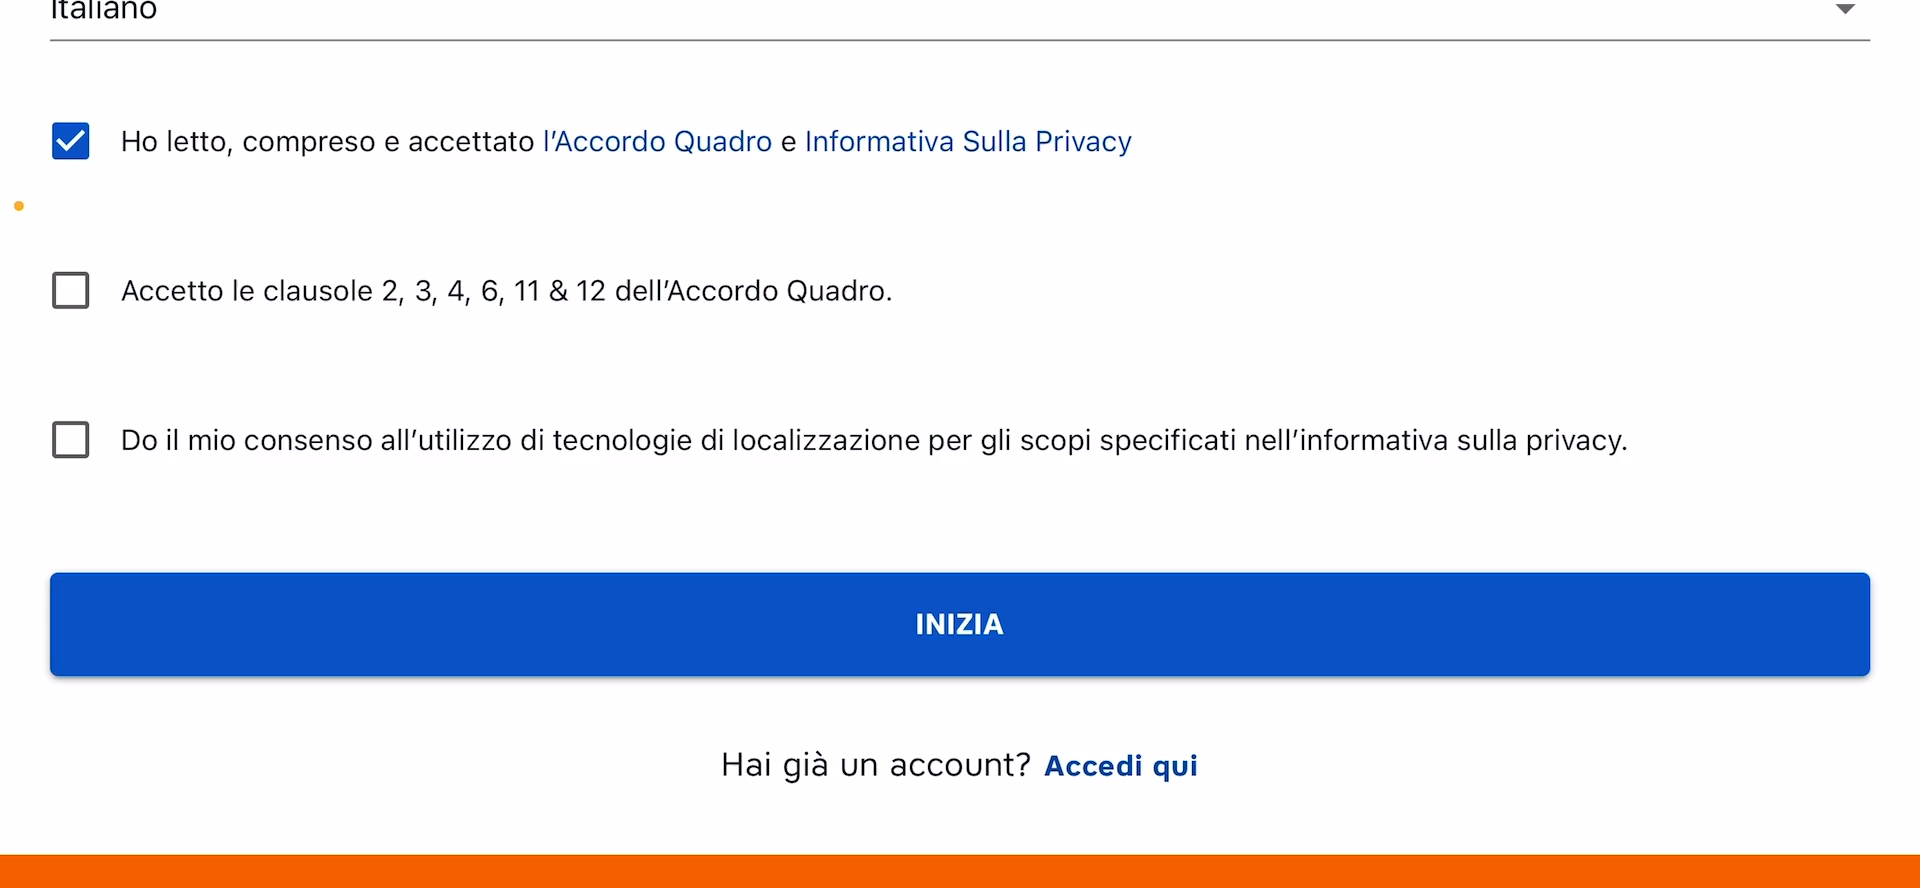 Italiano
Ho letto, compreso e accettato l’Accordo Quadro e Informativa Sulla Privacy
Accetto le clausole 2, 3, 4, 6, 11 & 12 dell’Accordo Quadro.
Do il mio consenso all’utilizzo di tecnologie di localizzazione per gli scopi specificati nell’informativa sulla privacy.
INIZIA
Hai già un account? Accedi qui